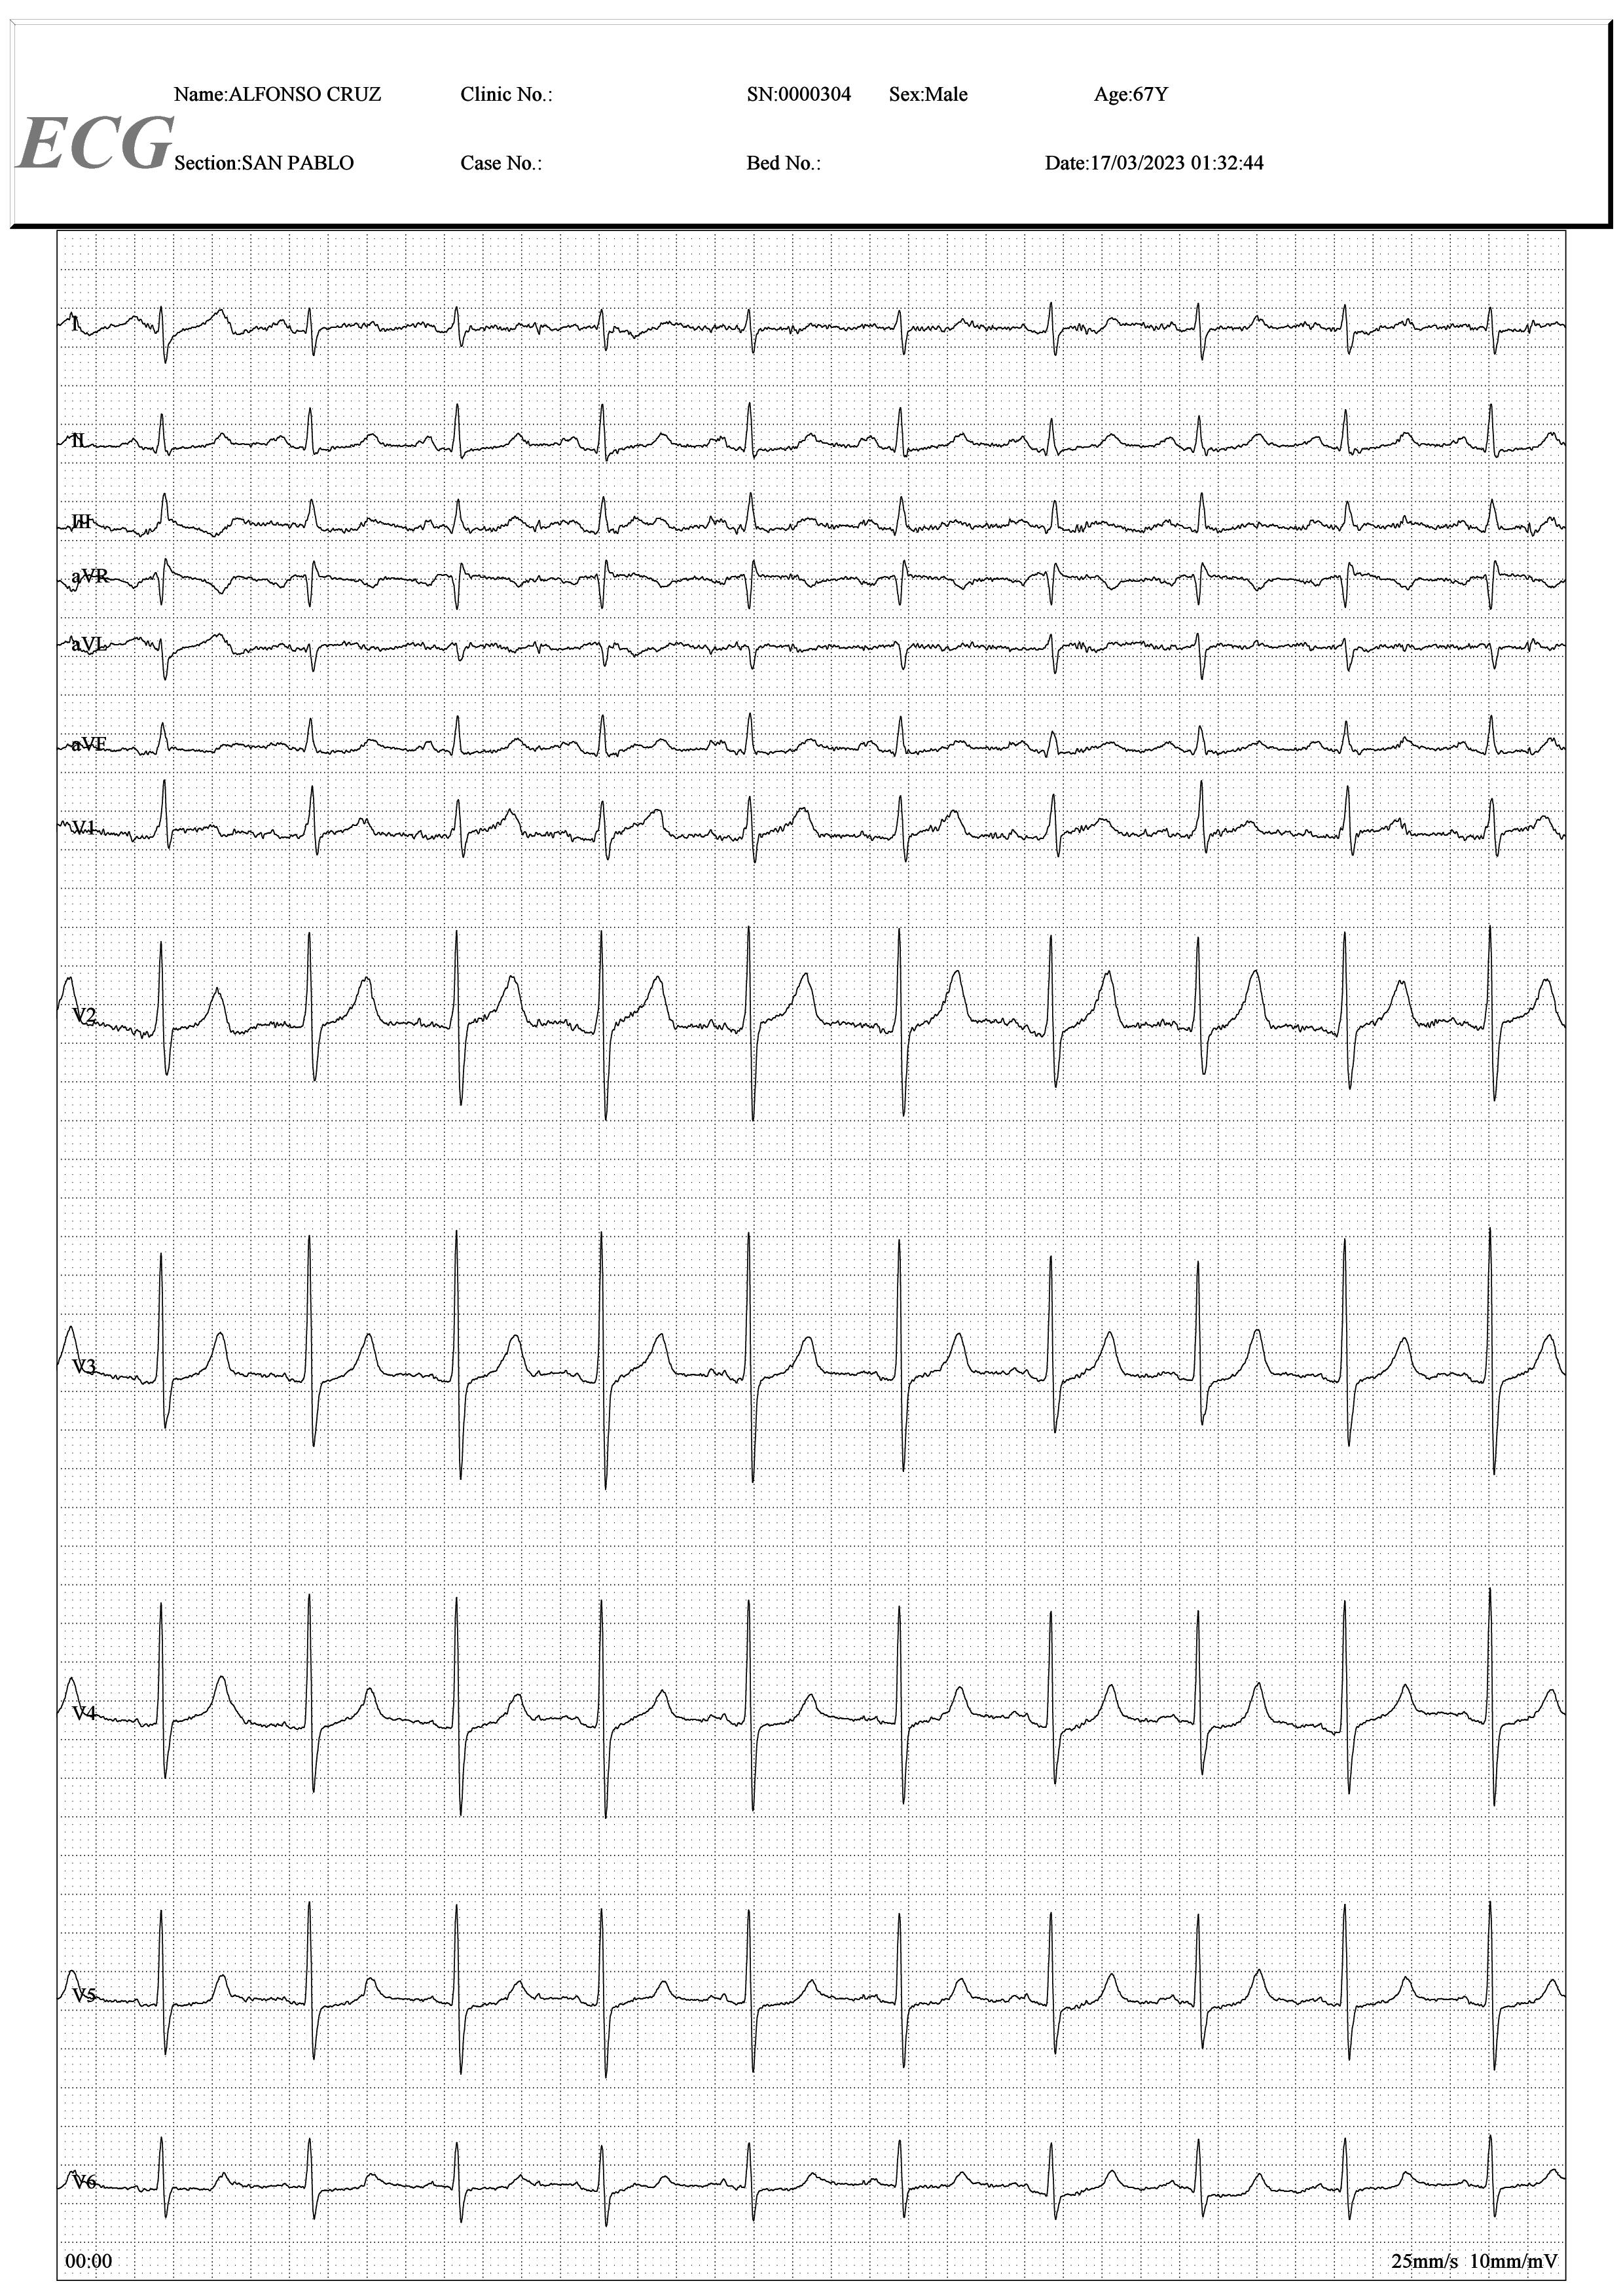 Name:ALFONSO CRUZ Clinic No.: SN:0000304 Sex:Male Age:67Y
ECG
Section:SAN PABLO Case No.: Bed No.: Date:17/03/2023 01:32:44
I
II
III
aVR
aVL
aVF
V1
V2
V3
V4
V5
V6
00:00 25mm/s 10mm/mV